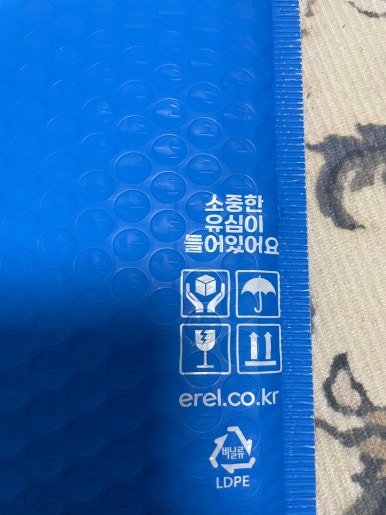 소중한
유심이
들어있어요
erel.co.kr
비닐류
LDPE